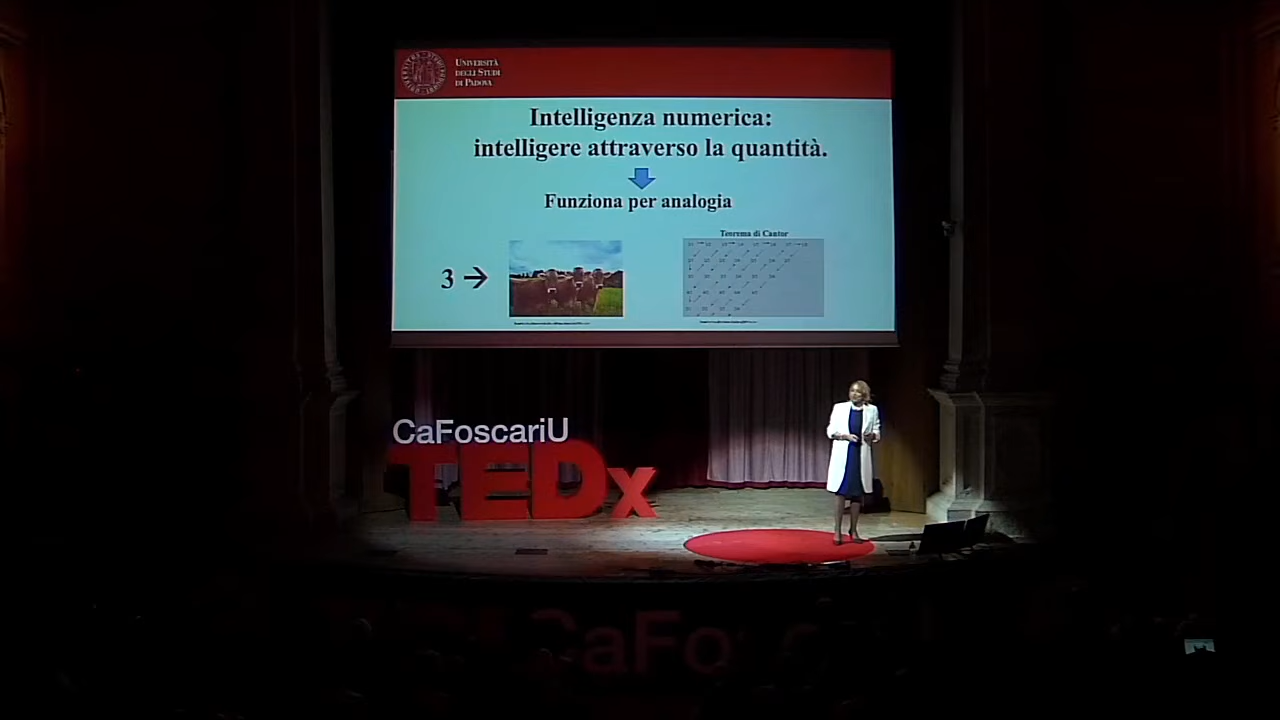 UNIVERSITÀ
DEGLI STUDI
DI PADOVA
Intelligenza numerica:
intelligere attraverso la quantità.
Funziona per analogia
Teorema di Cantor
3 →
CaFoscariU
TEDx
CaFo